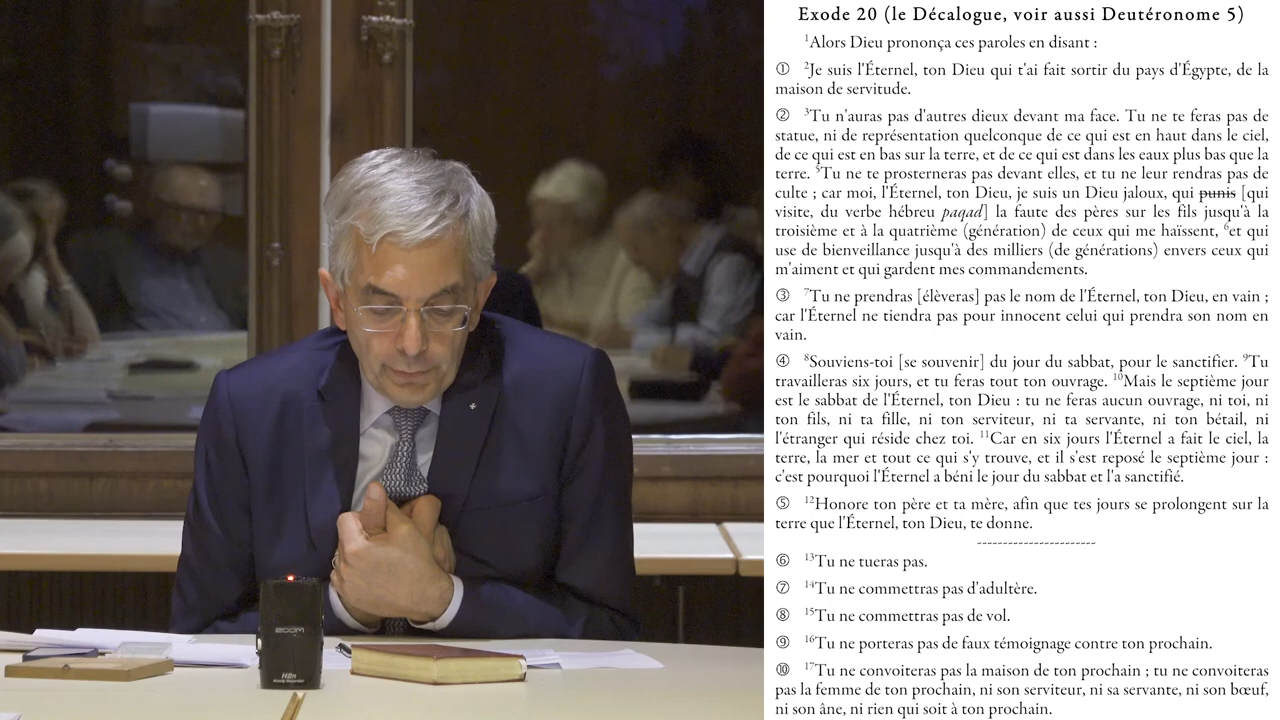 Exode 20 (le Décalogue, voir aussi Deutéronome 5)
¹Alors Dieu prononça ces paroles en disant :
① ²Je suis l'Éternel, ton Dieu qui t'ai fait sortir du pays d'Égypte, de la
maison de servitude.
② ³Tu n'auras pas d'autres dieux devant ma face. Tu ne te feras pas de
statue, ni de représentation quelconque de ce qui est en haut dans le ciel,
de ce qui est en bas sur la terre, et de ce qui est dans les eaux plus bas que la
terre. ⁵Tu ne te prosterneras pas devant elles, et tu ne leur rendras pas de
culte ; car moi, l'Éternel, ton Dieu, je suis un Dieu jaloux, qui punis [qui
visite, du verbe hébreu paqad] la faute des pères sur les fils jusqu'à la
troisième et à la quatrième (génération) de ceux qui me haïssent, ⁶et qui
use de bienveillance jusqu'à des milliers (de générations) envers ceux qui
m'aiment et qui gardent mes commandements.
③ ⁷Tu ne prendras [élèveras] pas le nom de l'Éternel, ton Dieu, en vain ;
car l'Éternel ne tiendra pas pour innocent celui qui prendra son nom en
vain.
④ ⁸Souviens-toi [se souvenir] du jour du sabbat, pour le sanctifier. ⁹Tu
travailleras six jours, et tu feras tout ton ouvrage. ¹⁰Mais le septième jour
est le sabbat de l'Éternel, ton Dieu : tu ne feras aucun ouvrage, ni toi, ni
ton fils, ni ta fille, ni ton serviteur, ni ta servante, ni ton bétail, ni
l'étranger qui réside chez toi. ¹¹Car en six jours l'Éternel a fait le ciel, la
terre, la mer et tout ce qui s'y trouve, et il s'est reposé le septième jour :
c'est pourquoi l'Éternel a béni le jour du sabbat et l'a sanctifié.
⑤ ¹²Honore ton père et ta mère, afin que tes jours se prolongent sur la
terre que l'Éternel, ton Dieu, te donne.
-----------------------
⑥ ¹³Tu ne tueras pas.
⑦ ¹⁴Tu ne commettras pas d'adultère.
⑧ ¹⁵Tu ne commettras pas de vol.
⑨ ¹⁶Tu ne porteras pas de faux témoignage contre ton prochain.
⑩ ¹⁷Tu ne convoiteras pas la maison de ton prochain ; tu ne convoiteras
pas la femme de ton prochain, ni son serviteur, ni sa servante, ni son bœuf,
ni son âne, ni rien qui soit à ton prochain.
ZOOM
H2n
Handy Recorder